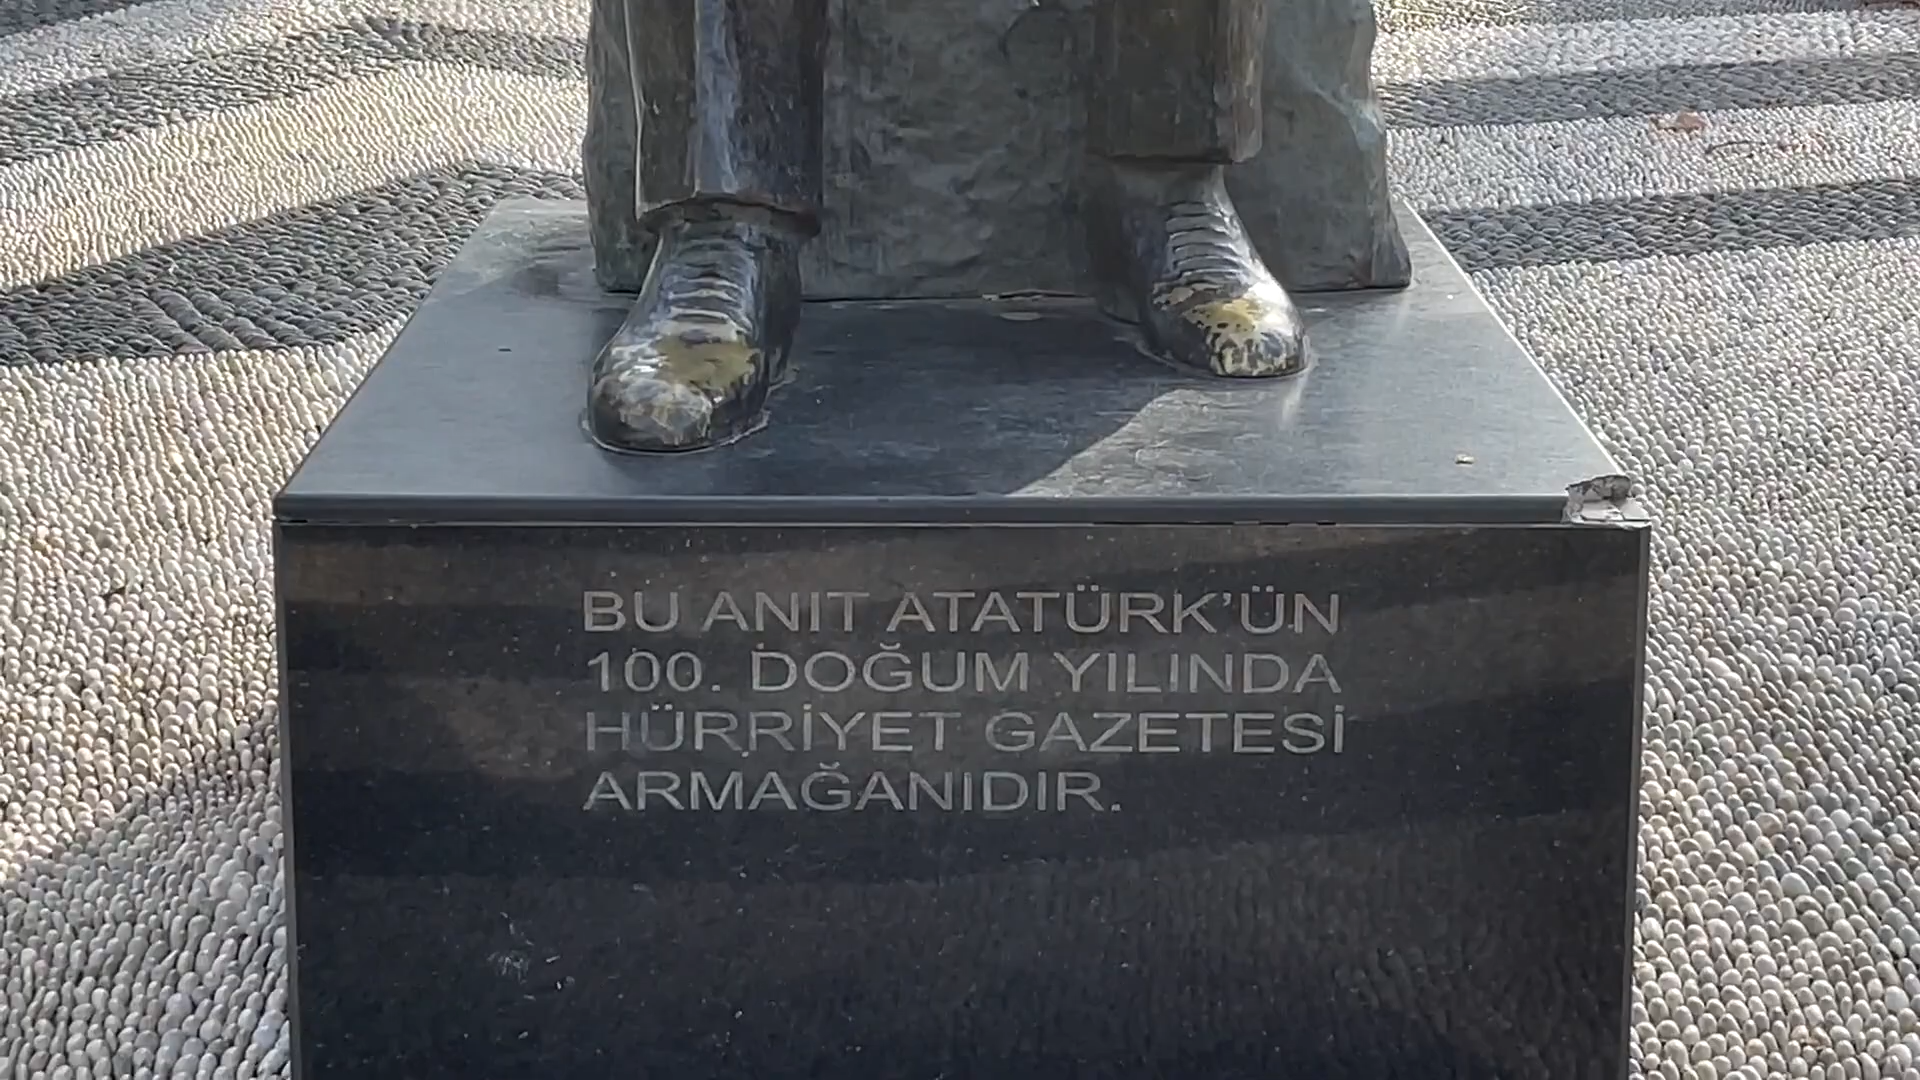 BU ANIT ATATÜRK'ÜN
100. DOĞUM YILINDA
HÜRRİYET GAZETESİ
ARMAĞANIDIR.